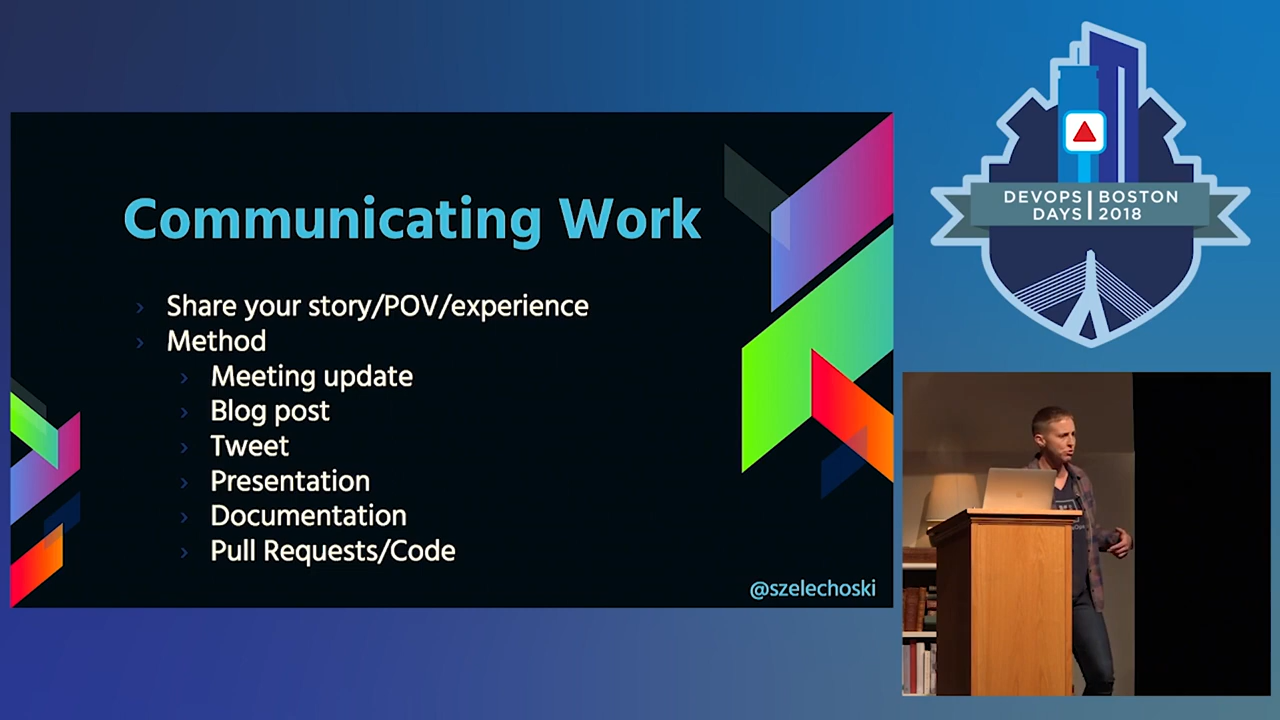 Communicating Work
› Share your story/POV/experience
› Method
› Meeting update
› Blog post
› Tweet
› Presentation
› Documentation
› Pull Requests/Code
@szelechoski
DEVOPS | BOSTON
DAYS | 2018